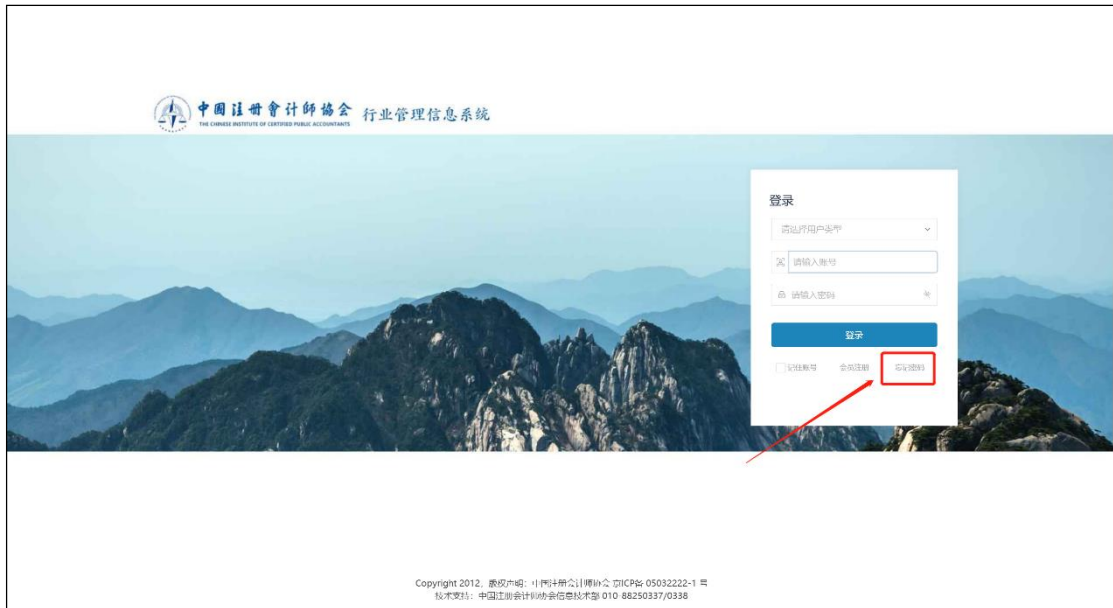 中国注册會计師協会 行业管理信息系统
THE CHINESE INSTITUTE OF CERTIFIED PUBLIC ACCOUNTANTS
登录
请选择用户类型
请输入账号
请输入密码
登录
记住账号 会员注册 忘记密码
Copyright 2012，版权声明：中国注册会计师协会 京ICP备 05032222-1 号
技术支持：中国注册会计师协会信息技术部 010-88250337/0338